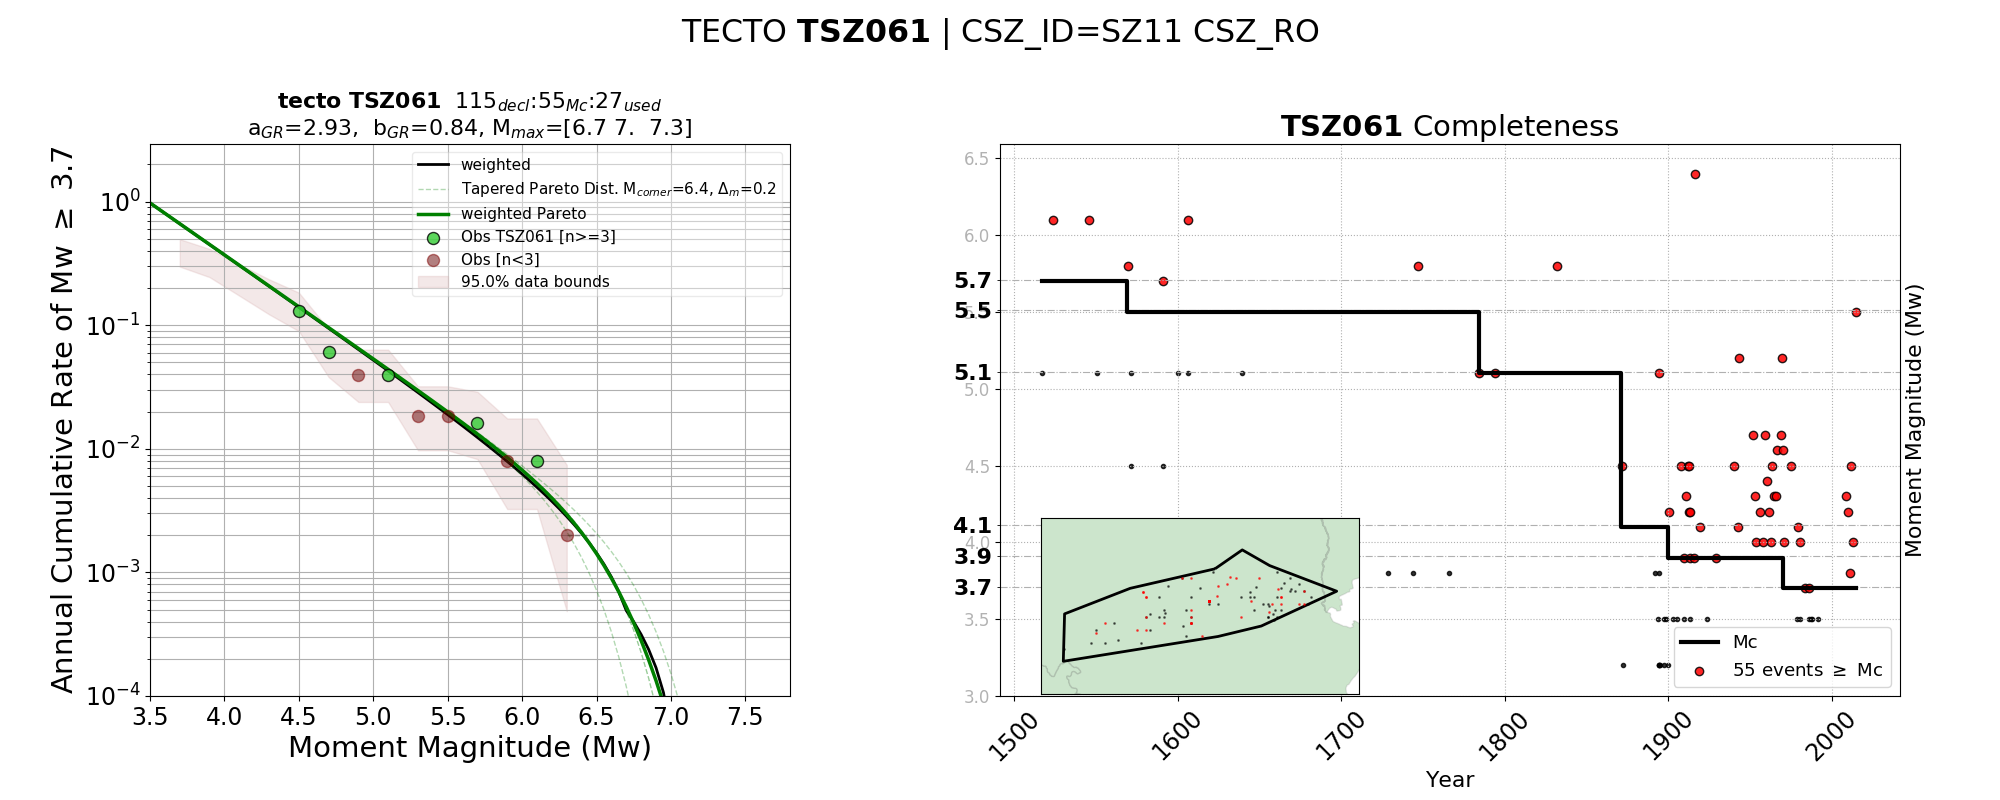 TECTO TSZ061 | CSZ_ID=SZ11 CSZ_RO
tecto TSZ061 115decl:55Mc:27used
aGR=2.93, bGR=0.84, Mmax=[6.7 7. 7.3]
Annual Cumulative Rate of Mw ≥ 3.7
10^0
10^-1
10^-2
10^-3
10^-4
weighted
Tapered Pareto Dist. Mcorner=6.4, Δm=0.2
weighted Pareto
Obs TSZ061 [n>=3]
Obs [n<3]
95.0% data bounds
3.5 4.0 4.5 5.0 5.5 6.0 6.5 7.0 7.5
Moment Magnitude (Mw)
TSZ061 Completeness
6.5
6.0
5.7
5.5
5.1
5.0
4.5
4.1
4.0
3.9
3.7
3.5
3.0
Moment Magnitude (Mw)
Mc
55 events ≥ Mc
1500 1600 1700 1800 1900 2000
Year